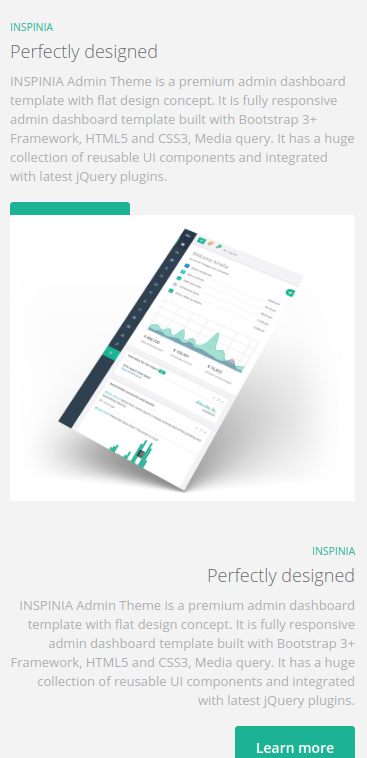 INSPINIA
Perfectly designed
INSPINIA Admin Theme is a premium admin dashboard
template with flat design concept. It is fully responsive
admin dashboard template built with Bootstrap 3+
Framework, HTML5 and CSS3, Media query. It has a huge
collection of reusable UI components and integrated
with latest jQuery plugins.
Welcome Amelia
INSPINIA
Perfectly designed
INSPINIA Admin Theme is a premium admin dashboard
template with flat design concept. It is fully responsive
admin dashboard template built with Bootstrap 3+
Framework, HTML5 and CSS3, Media query. It has a huge
collection of reusable UI components and integrated
with latest jQuery plugins.
Learn more